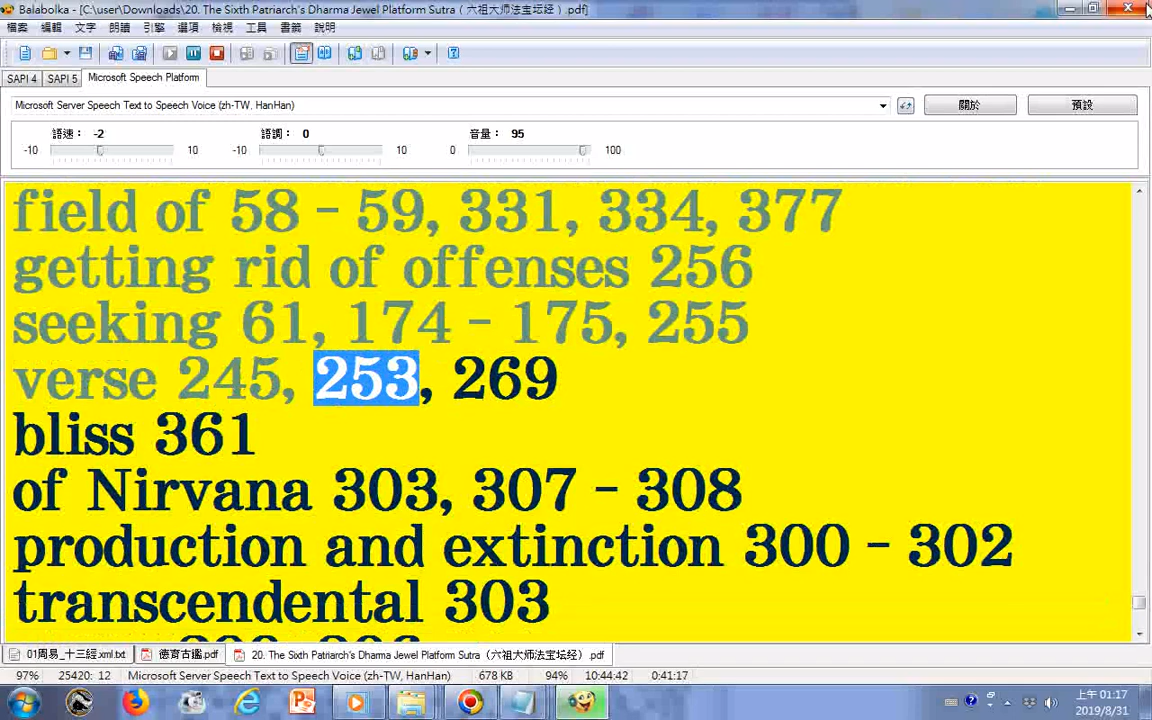 Balabolka - [C:\user\Downloads\20. The Sixth Patriarch's Dharma Jewel Platform Sutra（六祖大师法宝坛经）.pdf]
檔案 編輯 文字 朗讀 引擎 選項 檢視 工具 書籤 說明
SAPI 4 SAPI 5 Microsoft Speech Platform
Microsoft Server Speech Text to Speech Voice (zh-TW, HanHan) 關於 預設
語速： -2 語調： 0 音量： 95
-10 10 -10 10 0 100
field of 58 - 59, 331, 334, 377
getting rid of offenses 256
seeking 61, 174 - 175, 255
verse 245, 253, 269
bliss 361
of Nirvana 303, 307 - 308
production and extinction 300 - 302
transcendental 303
01周易_十三經.xml.txt 德育古鑑.pdf 20. The Sixth Patriarch's Dharma Jewel Platform Sutra（六祖大师法宝坛经）.pdf
97% 25420: 12 Microsoft Server Speech Text to Speech Voice (zh-TW, HanHan) 678 KB 94% 10:44:42 0:41:17
上午 01:17
2019/8/31